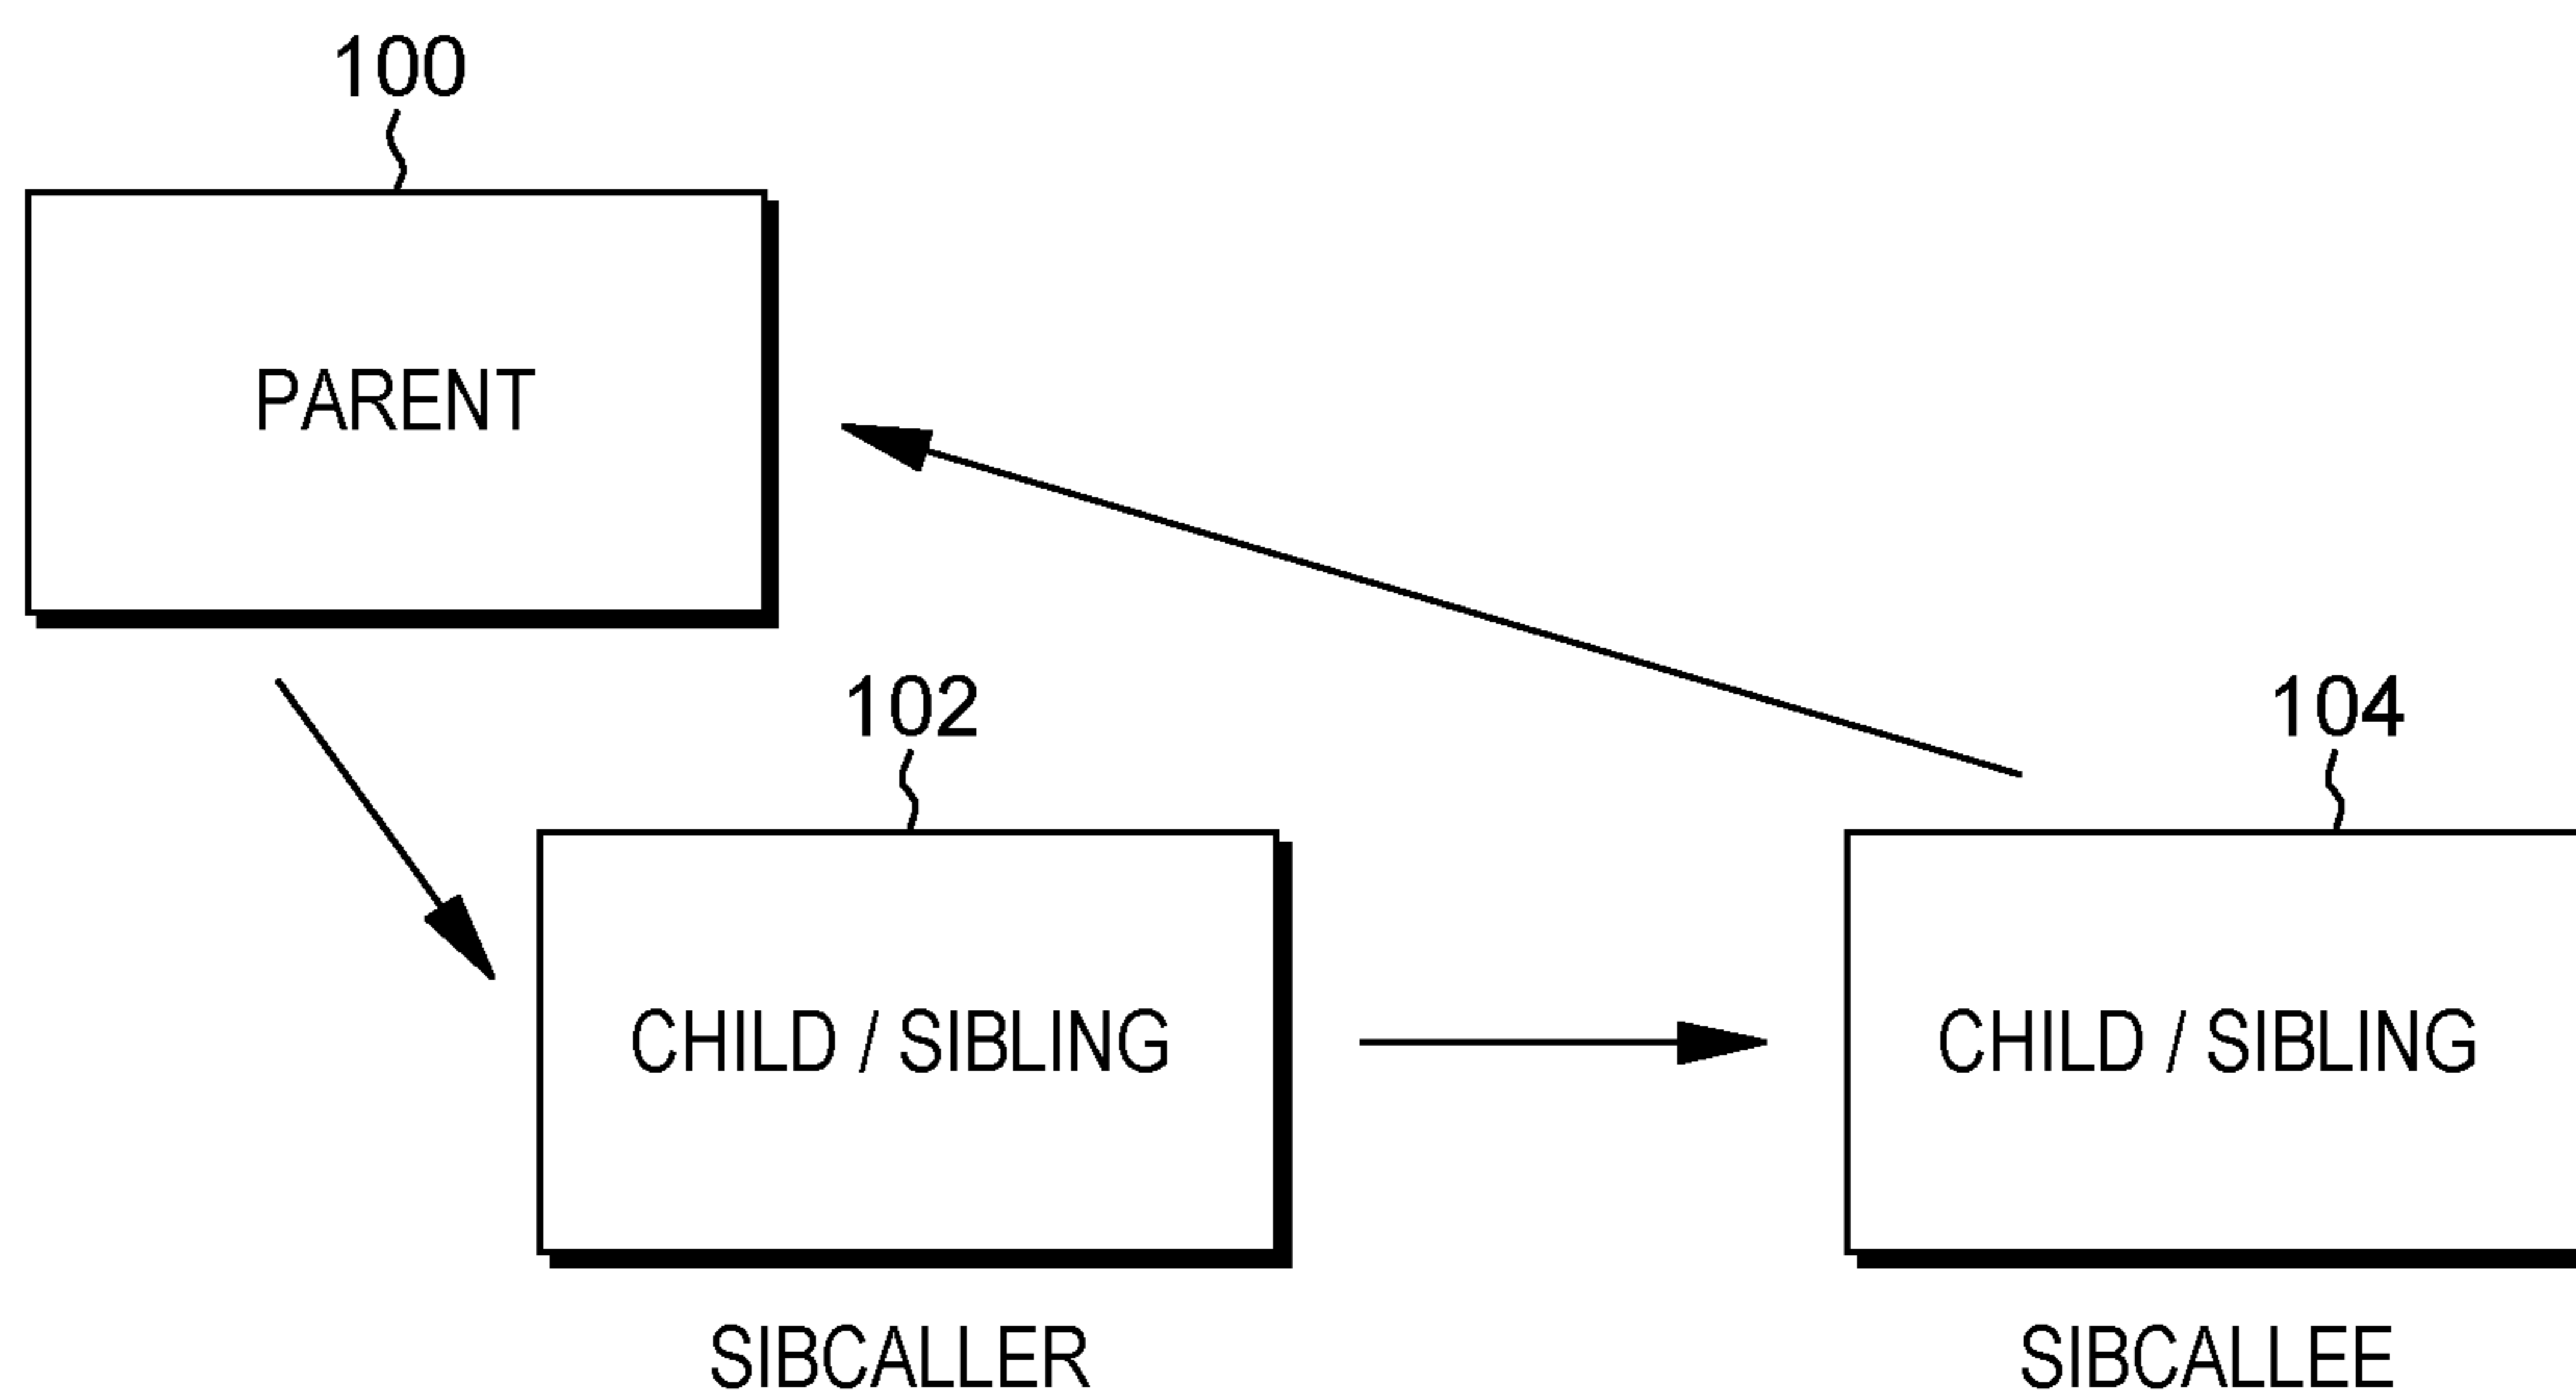 100
PARENT
102
104
CHILD / SIBLING
CHILD / SIBLING
SIBCALLER
SIBCALLEE